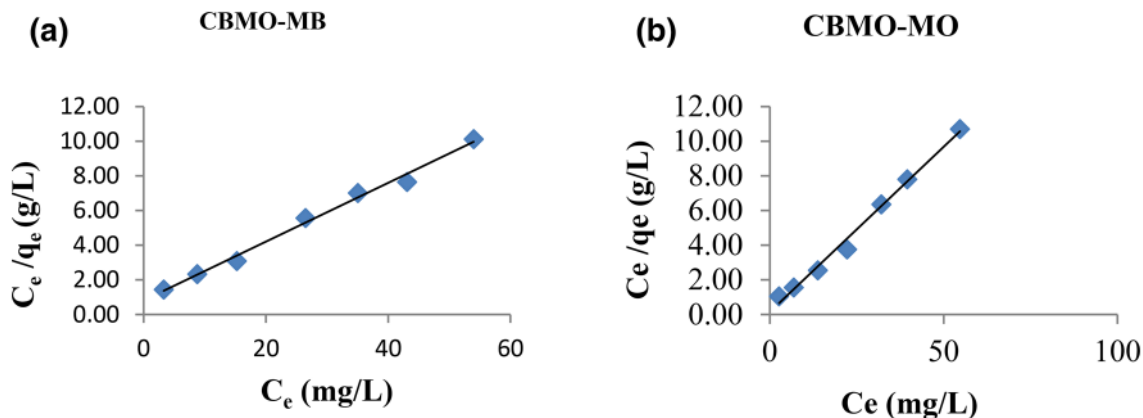 (a)
CBMO-MB
12.00
10.00
8.00
6.00
4.00
2.00
0.00
0 20 40 60
Ce /qe (g/L)
Ce (mg/L)
(b)
CBMO-MO
12.00
10.00
8.00
6.00
4.00
2.00
0.00
0 50 100
Ce /qe (g/L)
Ce (mg/L)